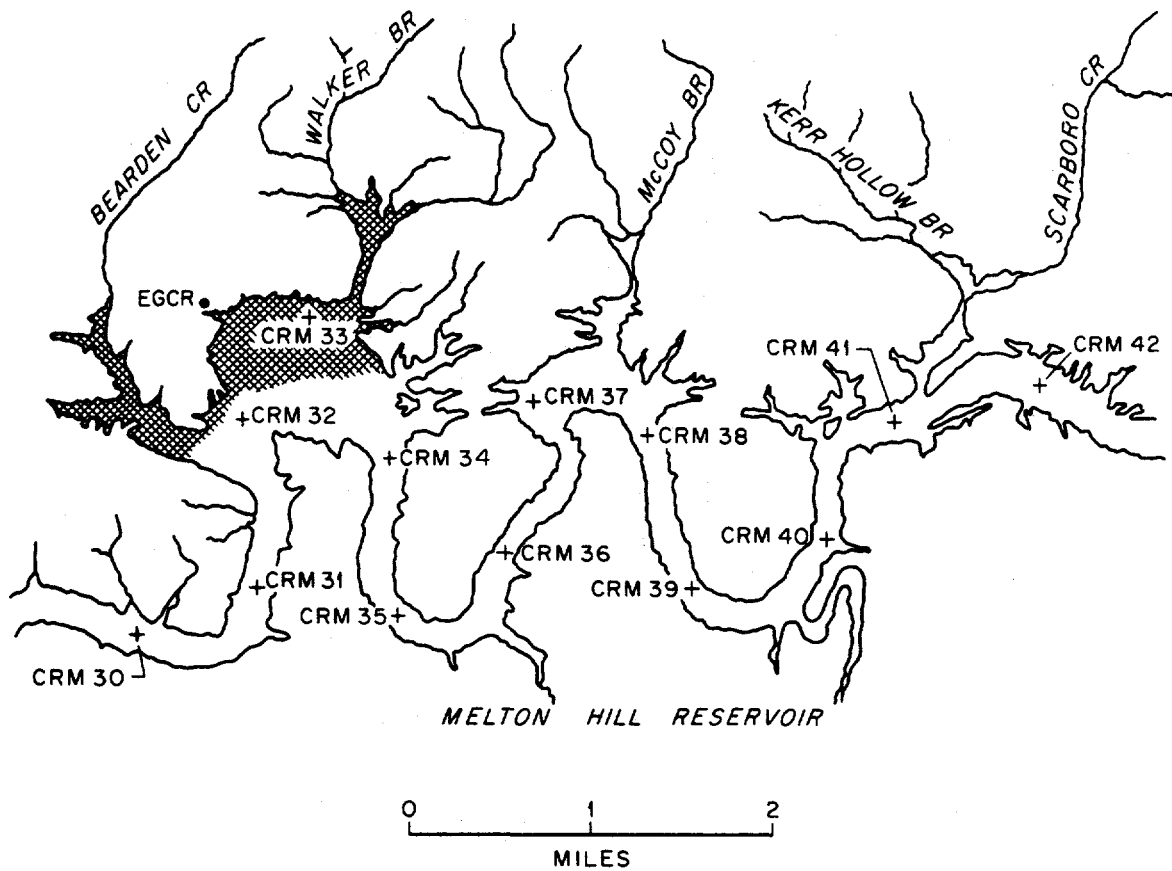 BEARDEN CR
WALKER BR
McCOY BR
KERR HOLLOW BR
SCARBORO CR
EGCR
CRM 33
CRM 41
CRM 42
CRM 32
CRM 37
CRM 38
CRM 34
CRM 40
CRM 36
CRM 31
CRM 39
CRM 35
CRM 30
MELTON HILL RESERVOIR
0 1 2
MILES